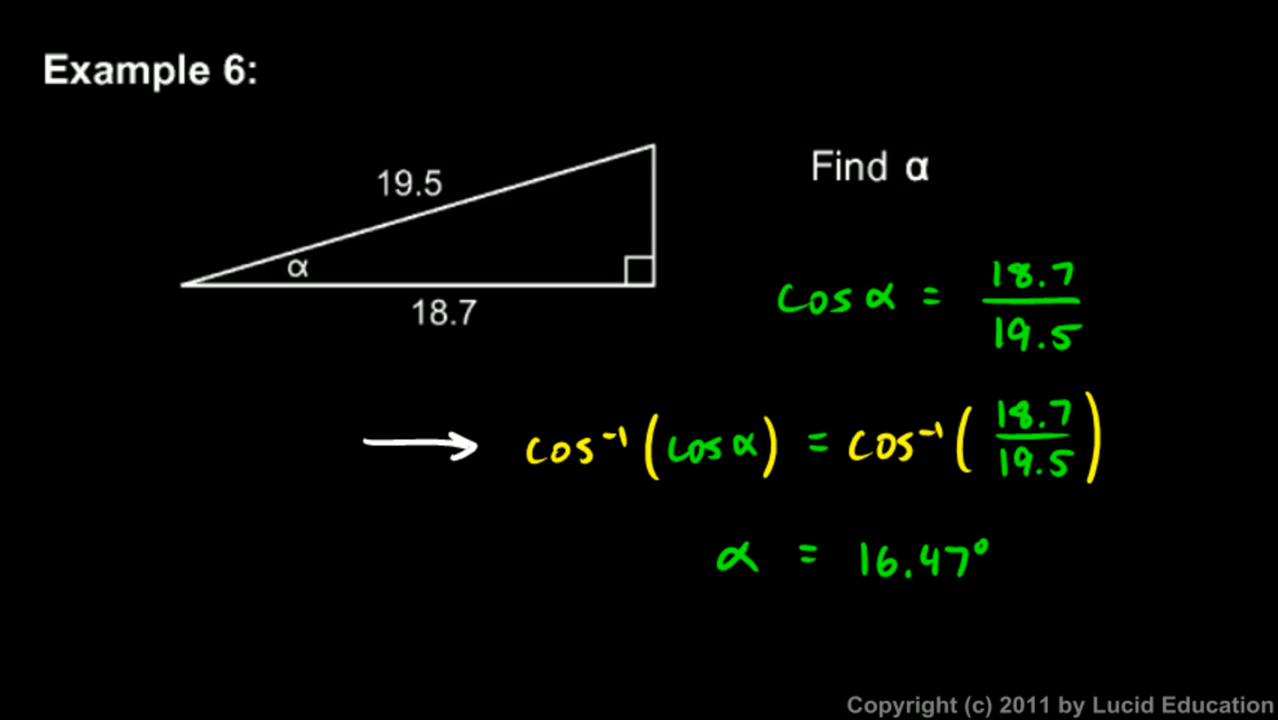 Example 6:
19.5
Find α
α
18.7
cos α = 18.7 / 19.5
→ cos⁻¹(cos α) = cos⁻¹(18.7 / 19.5)
α = 16.47°
Copyright (c) 2011 by Lucid Education